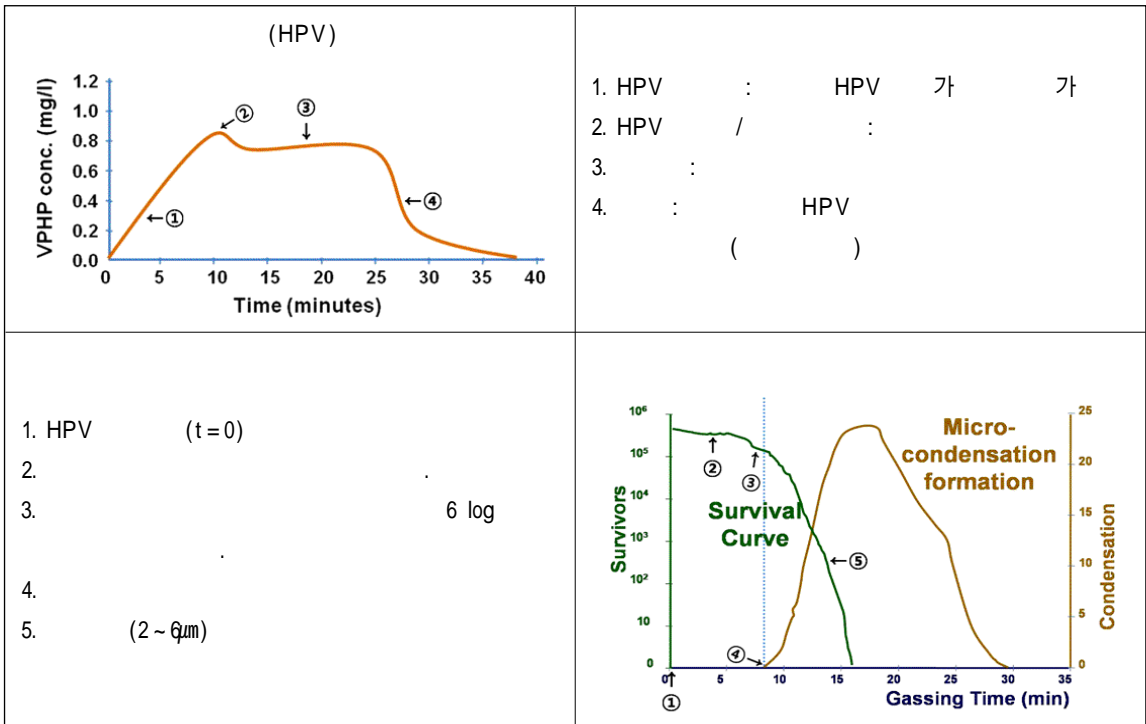 (HPV)
VPHP conc. (mg/l)
1.2
1.0
0.8
0.6
0.4
0.2
0.0
②
③
←①
←④
0 5 10 15 20 25 30 35 40
Time (minutes)
1. HPV : HPV 가 가
2. HPV / :
3. :
4. : HPV
( )
1. HPV (t=0)
2. .
3. 6 log
.
4.
5. (2~6μm)
Survivors
10⁶
10⁵
10⁴
10³
10²
10
0
②
③
Survival
Curve
←⑤
④
①
Micro-
condensation
formation
25
20
15
10
5
0
Condensation
0 5 10 15 20 25 30 35
Gassing Time (min)